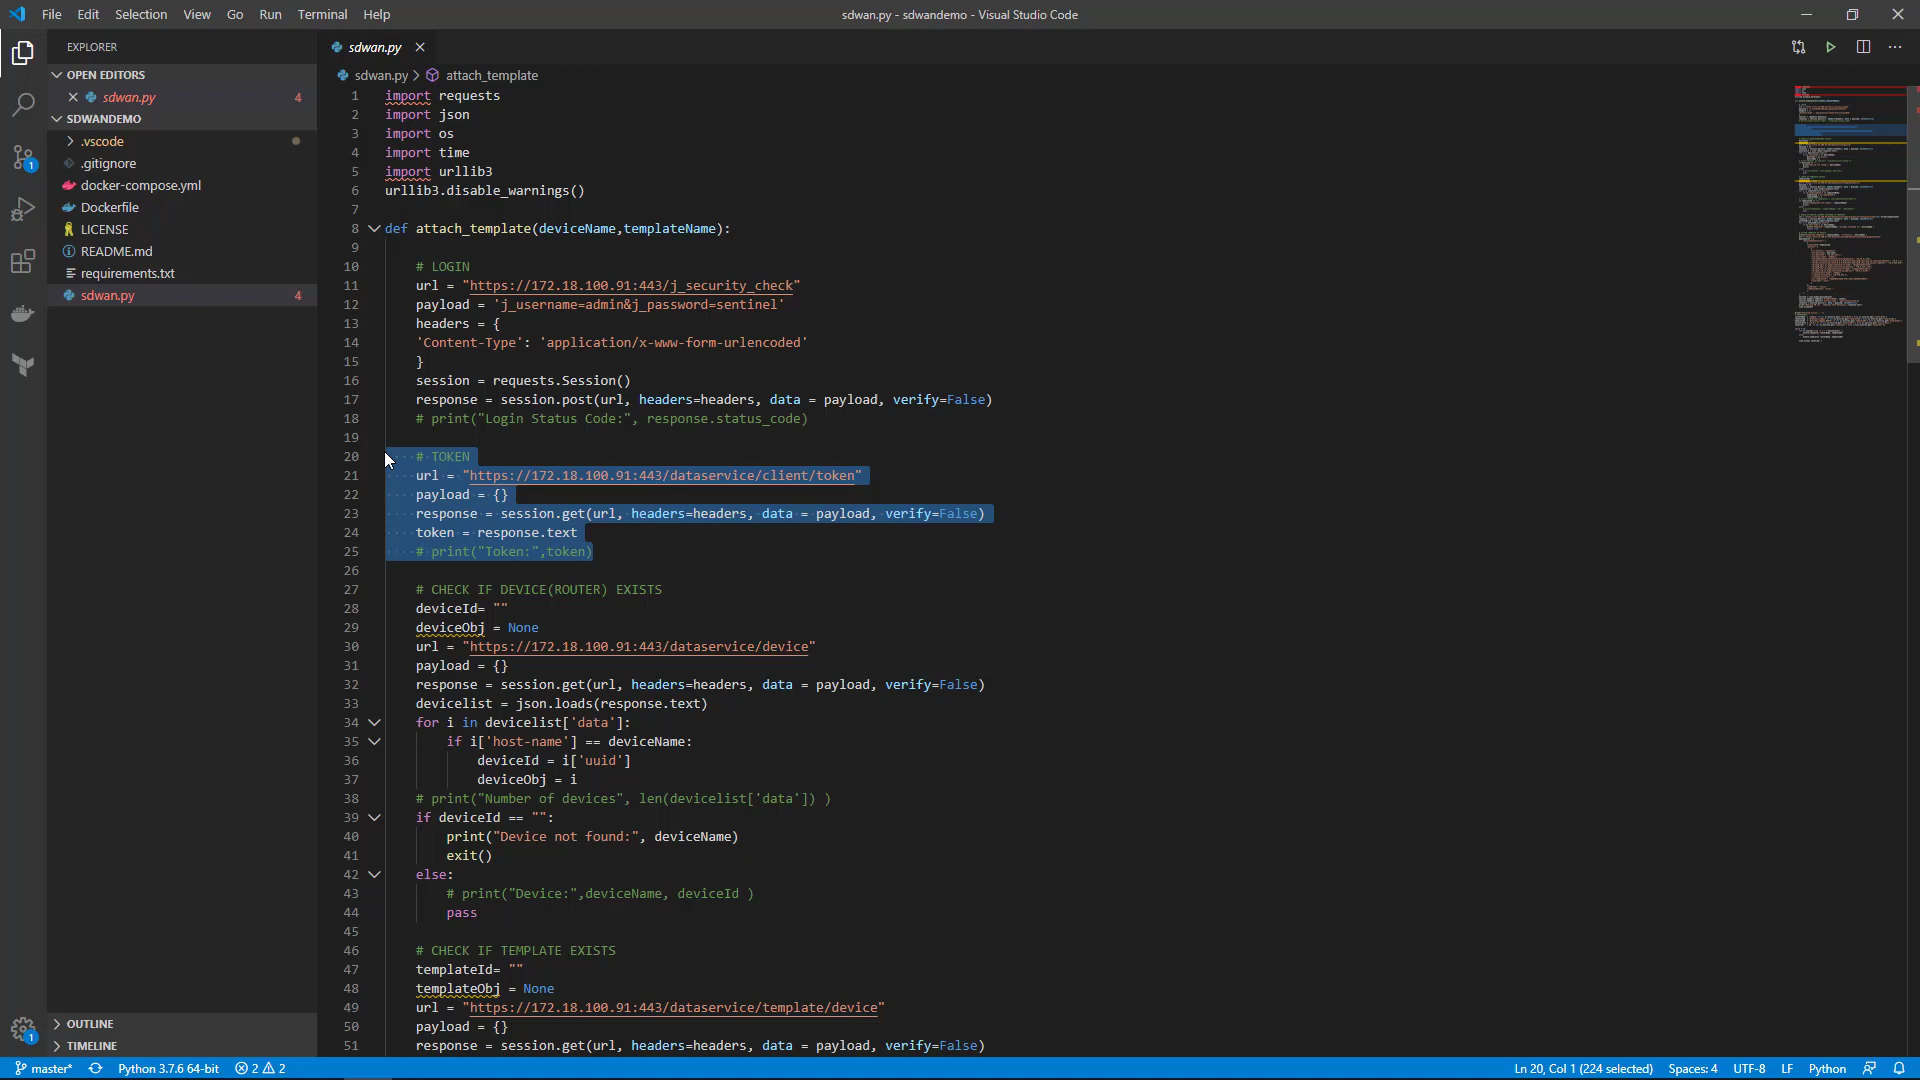 File Edit Selection View Go Run Terminal Help
sdwan.py - sdwandemo - Visual Studio Code
EXPLORER
OPEN EDITORS
sdwan.py 4
SDWANDEMO
.vscode
.gitignore
docker-compose.yml
Dockerfile
LICENSE
README.md
requirements.txt
sdwan.py 4
OUTLINE
TIMELINE
1
1
sdwan.py
sdwan.py > attach_template
1 import requests
2 import json
3 import os
4 import time
5 import urllib3
6 urllib3.disable_warnings()
7
8 def attach_template(deviceName,templateName):
9
10 # LOGIN
11 url = "https://172.18.100.91:443/j_security_check"
12 payload = 'j_username=admin&j_password=sentinel'
13 headers = {
14 'Content-Type': 'application/x-www-form-urlencoded'
15 }
16 session = requests.Session()
17 response = session.post(url, headers=headers, data = payload, verify=False)
18 # print("Login Status Code:", response.status_code)
19
20 # TOKEN
21 url = "https://172.18.100.91:443/dataservice/client/token"
22 payload = {}
23 response = session.get(url, headers=headers, data = payload, verify=False)
24 token = response.text
25 # print("Token:",token)
26
27 # CHECK IF DEVICE(ROUTER) EXISTS
28 deviceId= ""
29 deviceObj = None
30 url = "https://172.18.100.91:443/dataservice/device"
31 payload = {}
32 response = session.get(url, headers=headers, data = payload, verify=False)
33 devicelist = json.loads(response.text)
34 for i in devicelist['data']:
35 if i['host-name'] == deviceName:
36 deviceId = i['uuid']
37 deviceObj = i
38 # print("Number of devices", len(devicelist['data']) )
39 if deviceId == "":
40 print("Device not found:", deviceName)
41 exit()
42 else:
43 # print("Device:",deviceName, deviceId )
44 pass
45
46 # CHECK IF TEMPLATE EXISTS
47 templateId= ""
48 templateObj = None
49 url = "https://172.18.100.91:443/dataservice/template/device"
50 payload = {}
51 response = session.get(url, headers=headers, data = payload, verify=False)
master* Python 3.7.6 64-bit 2 2 Ln 20, Col 1 (224 selected) Spaces: 4 UTF-8 LF Python